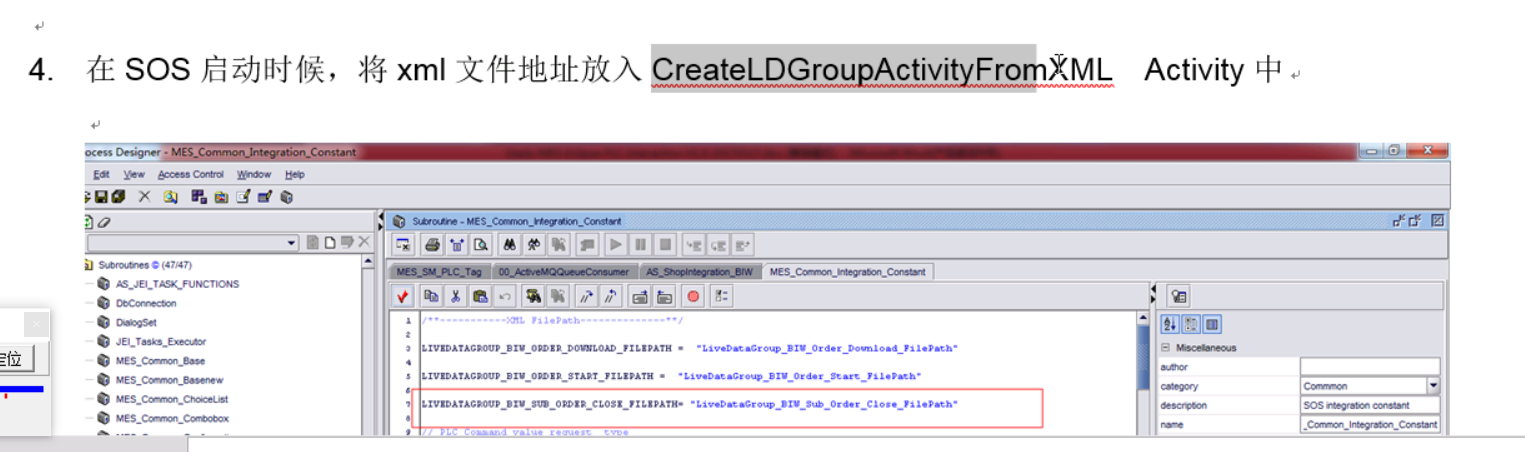 4. 在 SOS 启动时候，将 xml 文件地址放入 CreateLDGroupActivityFromXML Activity 中
ocess Designer - MES_Common_Integration_Constant
Edit View Access Control Window Help
Subroutine - MES_Common_Integration_Constant
Subroutines © (47/47)
AS_JEI_TASK_FUNCTIONS
DbConnection
DialogSet
JEI_Tasks_Executor
MES_Common_Base
MES_Common_Basenew
MES_Common_ChoiceList
MES_Common_Combobox
定位
MES_SM_PLC_Tag 00_ActiveMQQueueConsumer AS_ShopIntegration_BIW MES_Common_Integration_Constant
1 /**-----------XML FilePath--------------**/
2
3 LIVEDATAGROUP_BIW_ORDER_DOWNLOAD_FILEPATH = "LiveDataGroup_BIW_Order_Download_FilePath"
4
5 LIVEDATAGROUP_BIW_ORDER_START_FILEPATH = "LiveDataGroup_BIW_Order_Start_FilePath"
6
7 LIVEDATAGROUP_BIW_SUB_ORDER_CLOSE_FILEPATH= "LiveDataGroup_BIW_Sub_Order_Close_FilePath"
8
9 // PLC Command value request type
Miscellaneous
author
category Commmon
description SOS integration constant
name _Common_Integration_Constant